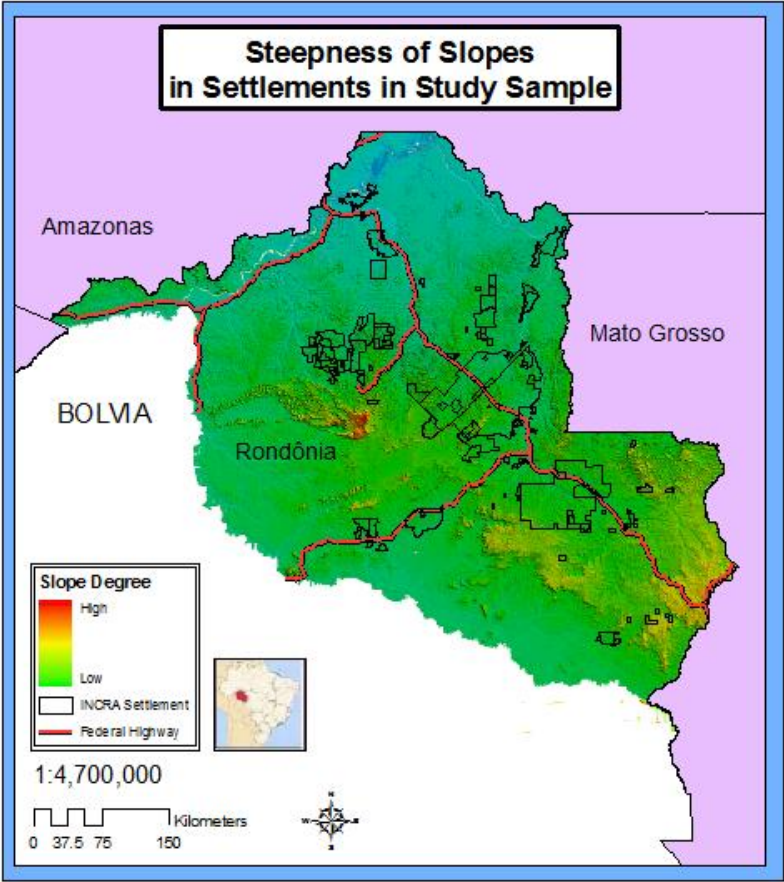 Steepness of Slopes
in Settlements in Study Sample
Amazonas
Mato Grosso
BOLVIA
Rondônia
Slope Degree
High
Low
INCRA Settlement
Federal Highway
1:4,700,000
Kilometers
0 37.5 75 150
N
W E
S